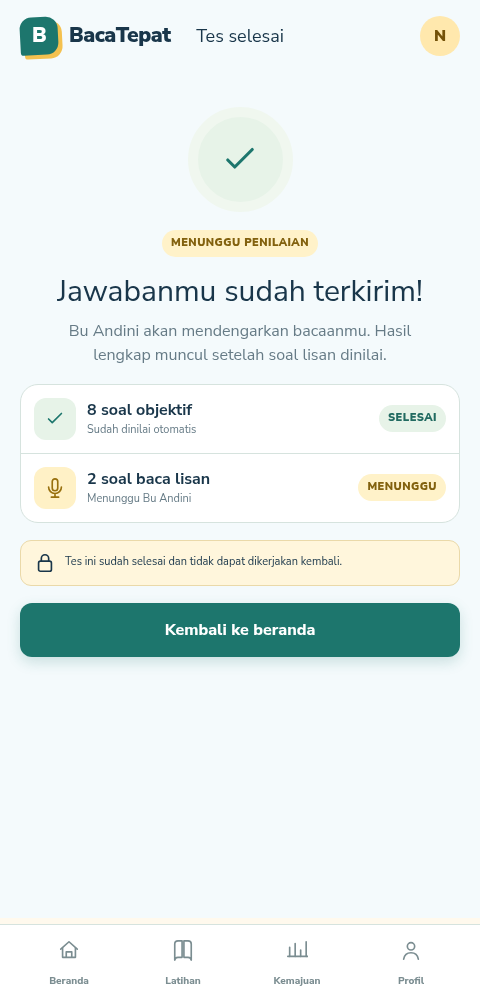 B BacaTepat Tes selesai N
MENUNGGU PENILAIAN
Jawabanmu sudah terkirim!
Bu Andini akan mendengarkan bacaanmu. Hasil
lengkap muncul setelah soal lisan dinilai.
8 soal objektif
Sudah dinilai otomatis
SELESAI
2 soal baca lisan
Menunggu Bu Andini
MENUNGGU
Tes ini sudah selesai dan tidak dapat dikerjakan kembali.
Kembali ke beranda
Beranda Latihan Kemajuan Profil